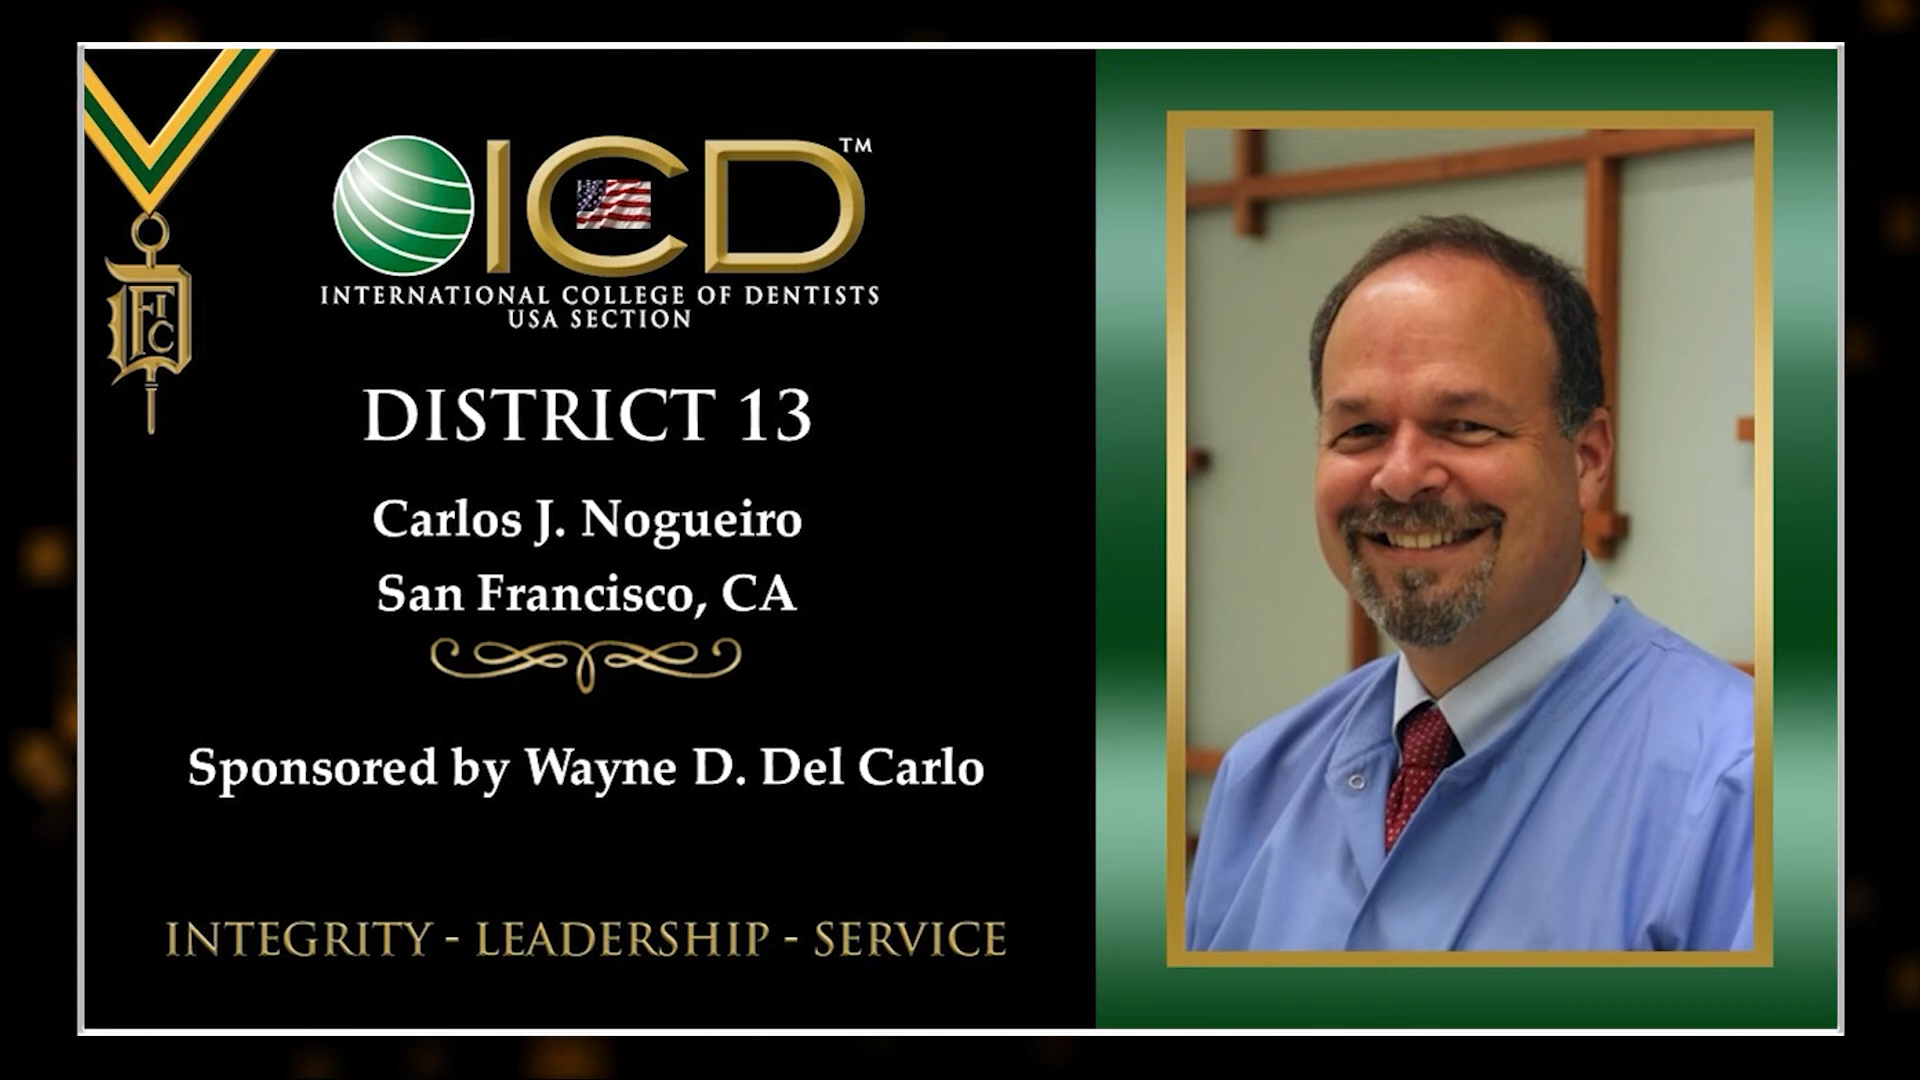 ICD™
INTERNATIONAL COLLEGE OF DENTISTS
USA SECTION
FICD
DISTRICT 13
Carlos J. Nogueiro
San Francisco, CA
Sponsored by Wayne D. Del Carlo
INTEGRITY - LEADERSHIP - SERVICE